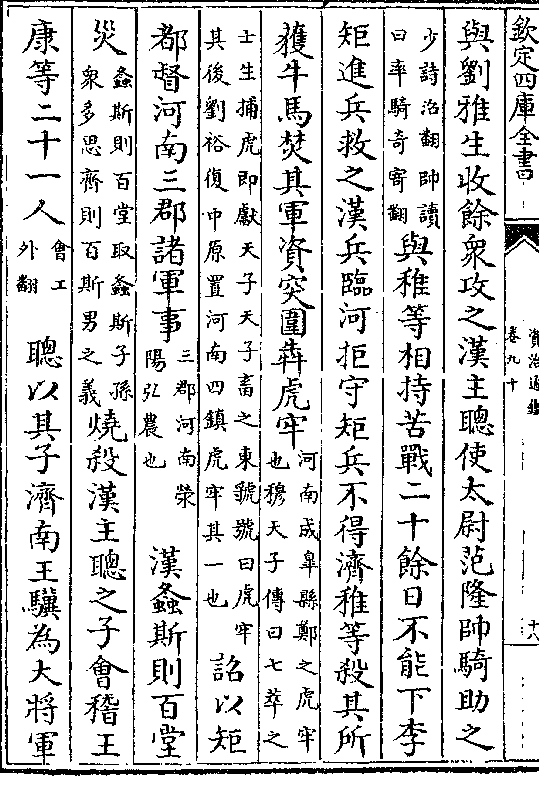 欽定四庫全書
資治通鑑
卷九十
十八
與劉雅生收餘衆攻之漢主聰使太尉范隆帥騎助之
少詩沼翻帥讀
曰率騎奇寄翻
與稚等相持苦戰二十餘日不能下李
矩進兵救之漢兵臨河拒守矩兵不得濟稚等殺其所
獲牛馬焚其軍資突圍犇虎牢
河南成臯縣鄭之虎牢
也穆天子傳曰七萃之
士生捕虎即獻天子天子畜之東虢號曰虎牢
其後劉裕復中原置河南四鎮虎牢其一也
詔以矩
都督河南三郡諸軍事
三郡河南滎
陽弘農也
漢螽斯則百堂
災
螽斯則百堂取螽斯子孫
衆多思齊則百斯男之義
燒殺漢主聰之子會稽王
康等二十一人
會工
外翻
聰以其子濟南王驥為大將軍